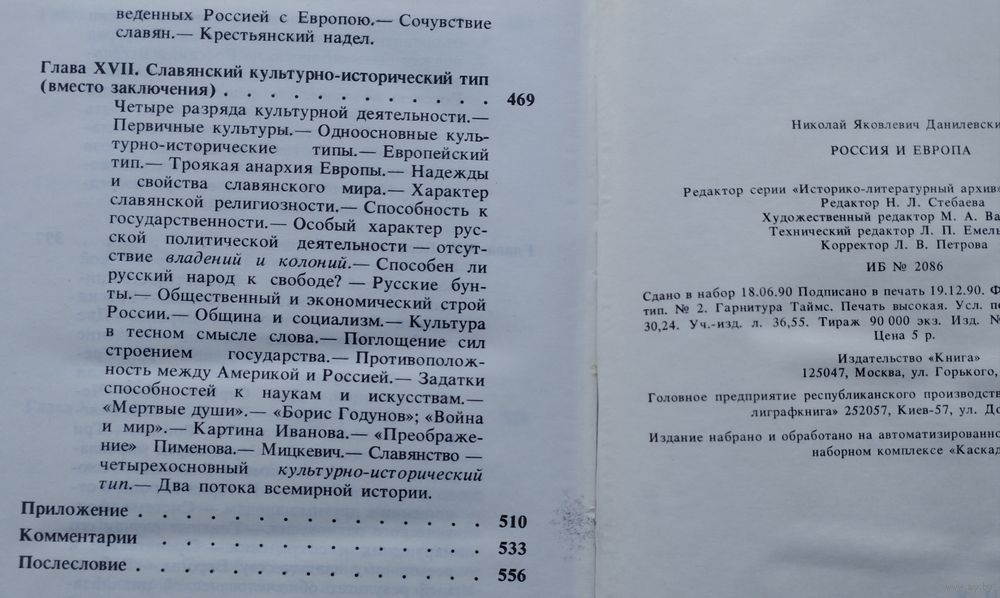 веденных Россией с Европою.— Сочувствие
славян.— Крестьянский надел.
Глава XVII. Славянский культурно-исторический тип
(вместо заключения) . . . . . . . . . . . . 469
Четыре разряда культурной деятельности.—
Первичные культуры.— Одноосновные куль-
турно-исторические типы.— Европейский
тип.— Троякая анархия Европы.— Надежды
и свойства славянского мира.— Характер
славянской религиозности.— Способность к
государственности.— Особый характер рус-
ской политической деятельности — отсут-
ствие владений и колоний.— Способен ли
русский народ к свободе? — Русские бун-
ты.— Общественный и экономический строй
России.— Община и социализм.— Культура
в тесном смысле слова.— Поглощение сил
строением государства.— Противополож-
ность между Америкой и Россией.— Задатки
способностей к наукам и искусствам.—
«Мертвые души».— «Борис Годунов»; «Война
и мир».— Картина Иванова.— «Преображе-
ние» Пименова.— Мицкевич.— Славянство —
четырехосновный культурно-исторический
тип.— Два потока всемирной истории.
Приложение . . . . . . . . . . . . . . 510
Комментарии . . . . . . . . . . . . . 533
Послесловие . . . . . . . . . . . . . . 556
Николай Яковлевич Данилевски
РОССИЯ И ЕВРОПА
Редактор серии «Историко-литературный архив»
Редактор Н. Л. Стебаева
Художественный редактор М. А. Ва
Технический редактор Л. П. Емель
Корректор Л. В. Петрова
ИБ № 2086
Сдано в набор 18.06.90 Подписано в печать 19.12.90. Ф
тип. № 2. Гарнитура Таймс. Печать высокая. Усл. пе
30,24. Уч.-изд. л. 36,55. Тираж 90 000 экз. Изд. №
Цена 5 р.
Издательство «Книга»
125047, Москва, ул. Горького,
Головное предприятие республиканского производств
лиграфкнига» 252057, Киев-57, ул. До
Издание набрано и обработано на автоматизированно
наборном комплексе «Каскад